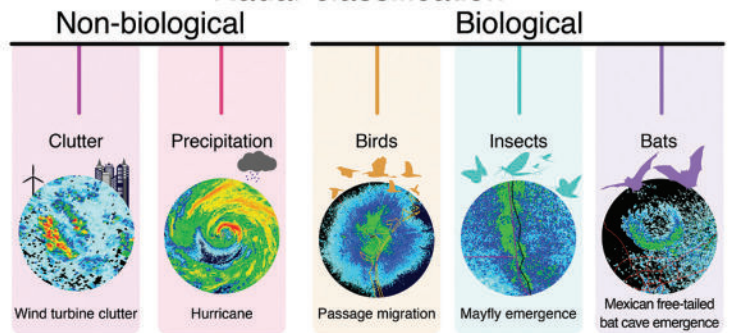 Non-biological
Biological
Clutter
Precipitation
Birds
Insects
Bats
Wind turbine clutter
Hurricane
Passage migration
Mayfly emergence
Mexican free-tailed
bat cave emergence